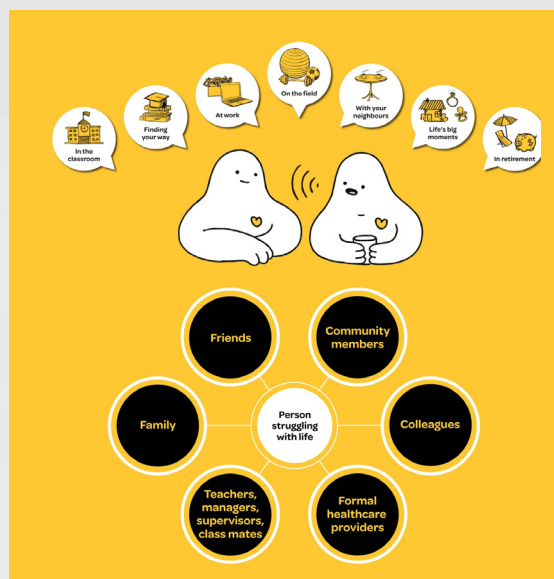 In the
classroom
Finding
your way
At work
On the field
With your
neighbours
Life's big
moments
In retirement
Friends
Community
members
Family
Person
struggling
with life
Colleagues
Teachers,
managers,
supervisors,
class mates
Formal
healthcare
providers